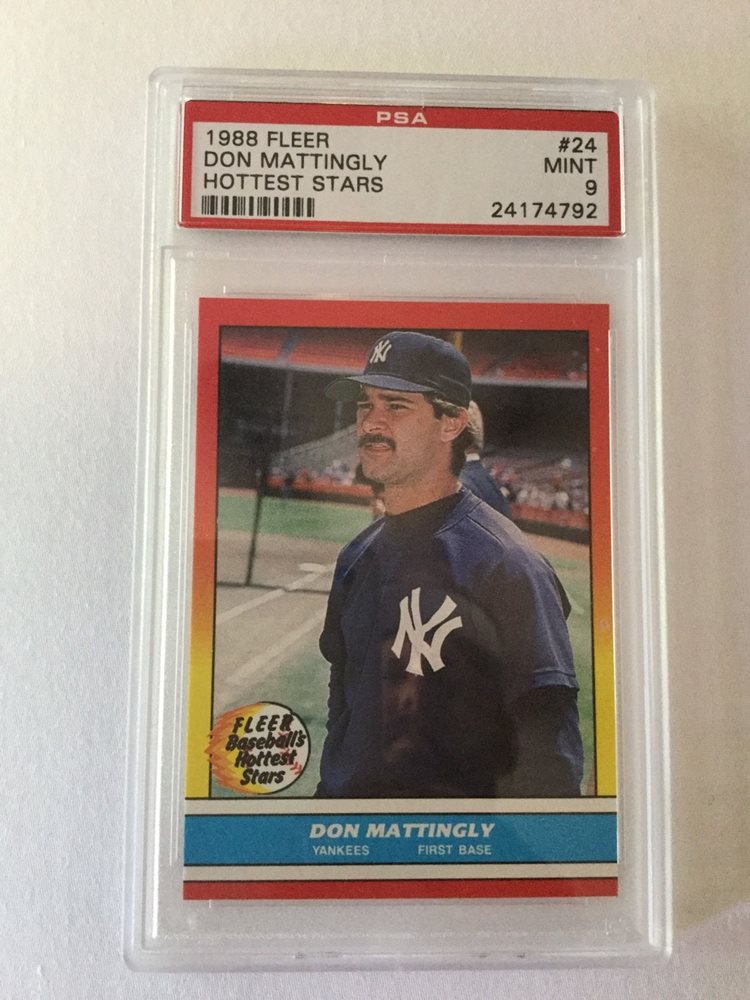 PSA
1988 FLEER #24
DON MATTINGLY MINT
HOTTEST STARS 9
24174792
NY
NY
FLEER
Baseball's
Hottest
Stars
DON MATTINGLY
YANKEES FIRST BASE